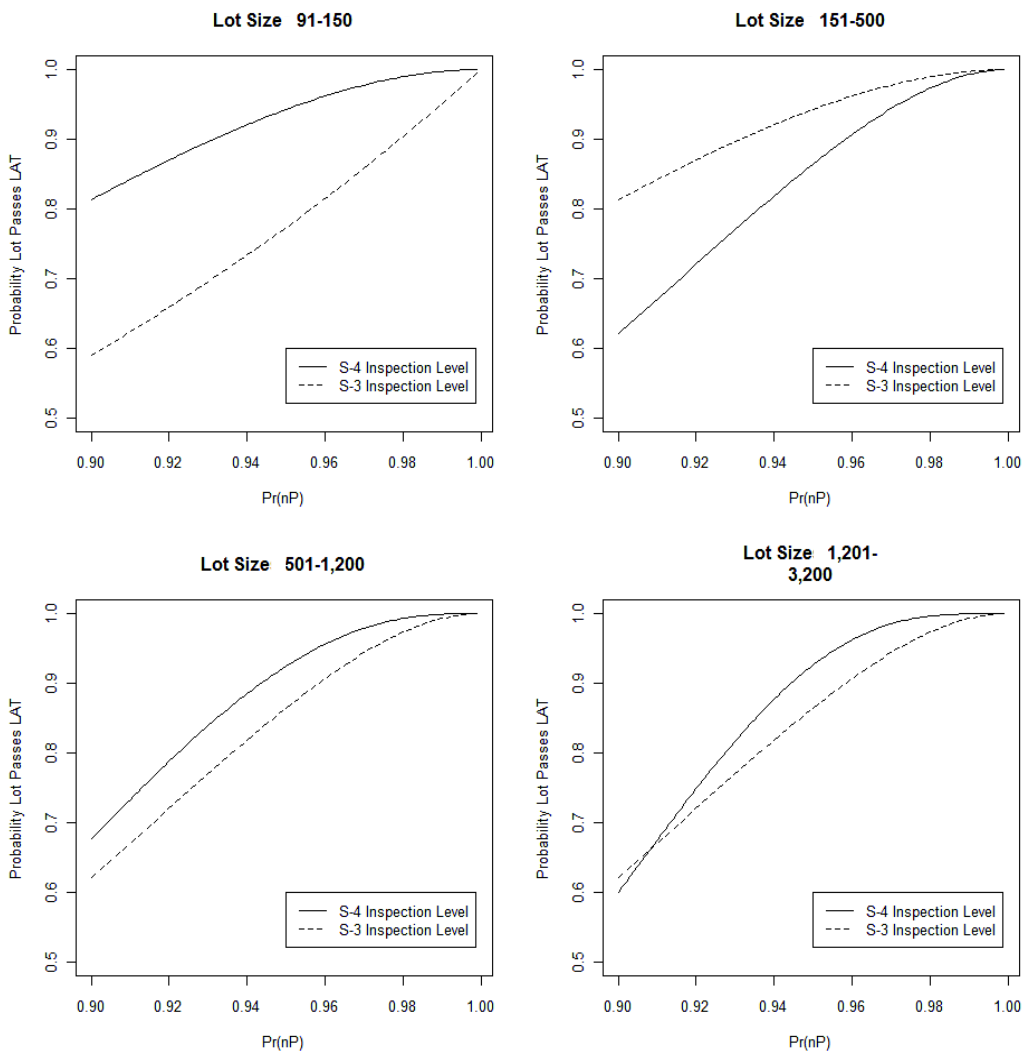 Lot Size 91-150
Probability Lot Passes LAT
1.0
0.9
0.8
0.7
0.6
0.5
S-4 Inspection Level
S-3 Inspection Level
0.90 0.92 0.94 0.96 0.98 1.00
Pr(nP)
Lot Size 151-500
Probability Lot Passes LAT
1.0
0.9
0.8
0.7
0.6
0.5
S-4 Inspection Level
S-3 Inspection Level
0.90 0.92 0.94 0.96 0.98 1.00
Pr(nP)
Lot Size 501-1,200
Probability Lot Passes LAT
1.0
0.9
0.8
0.7
0.6
0.5
S-4 Inspection Level
S-3 Inspection Level
0.90 0.92 0.94 0.96 0.98 1.00
Pr(nP)
Lot Size 1,201-
3,200
Probability Lot Passes LAT
1.0
0.9
0.8
0.7
0.6
0.5
S-4 Inspection Level
S-3 Inspection Level
0.90 0.92 0.94 0.96 0.98 1.00
Pr(nP)